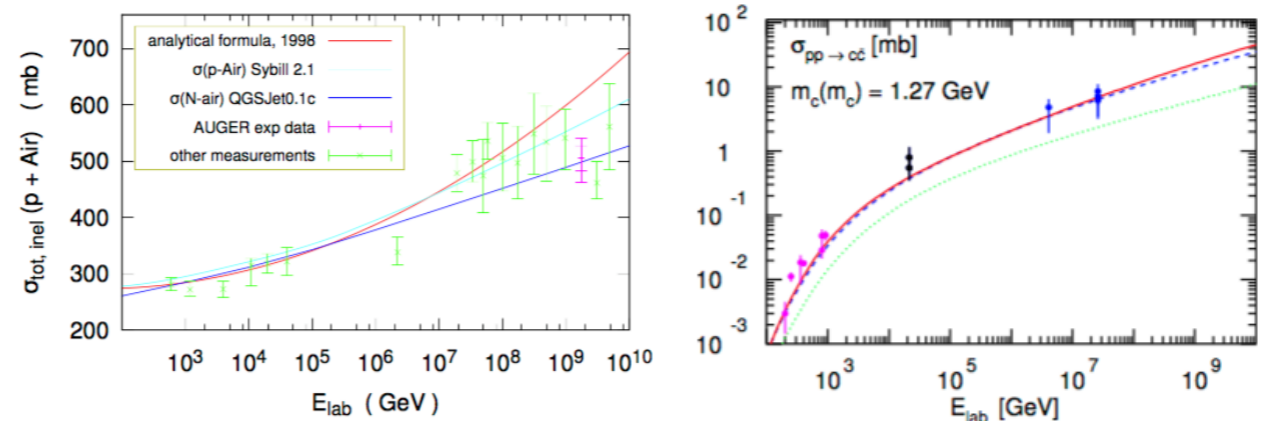 σtot, inel (p + Air) (mb)
700
600
500
400
300
200
analytical formula, 1998
σ(p-Air) Sybill 2.1
σ(N-air) QGSJet0.1c
AUGER exp data
other measurements
10³ 10⁴ 10⁵ 10⁶ 10⁷ 10⁸ 10⁹ 10¹⁰
Elab (GeV)
10²
10
1
10⁻¹
10⁻²
10⁻³
σpp → cc̄ [mb]
mc(mc) = 1.27 GeV
10³ 10⁵ 10⁷ 10⁹
Elab [GeV]